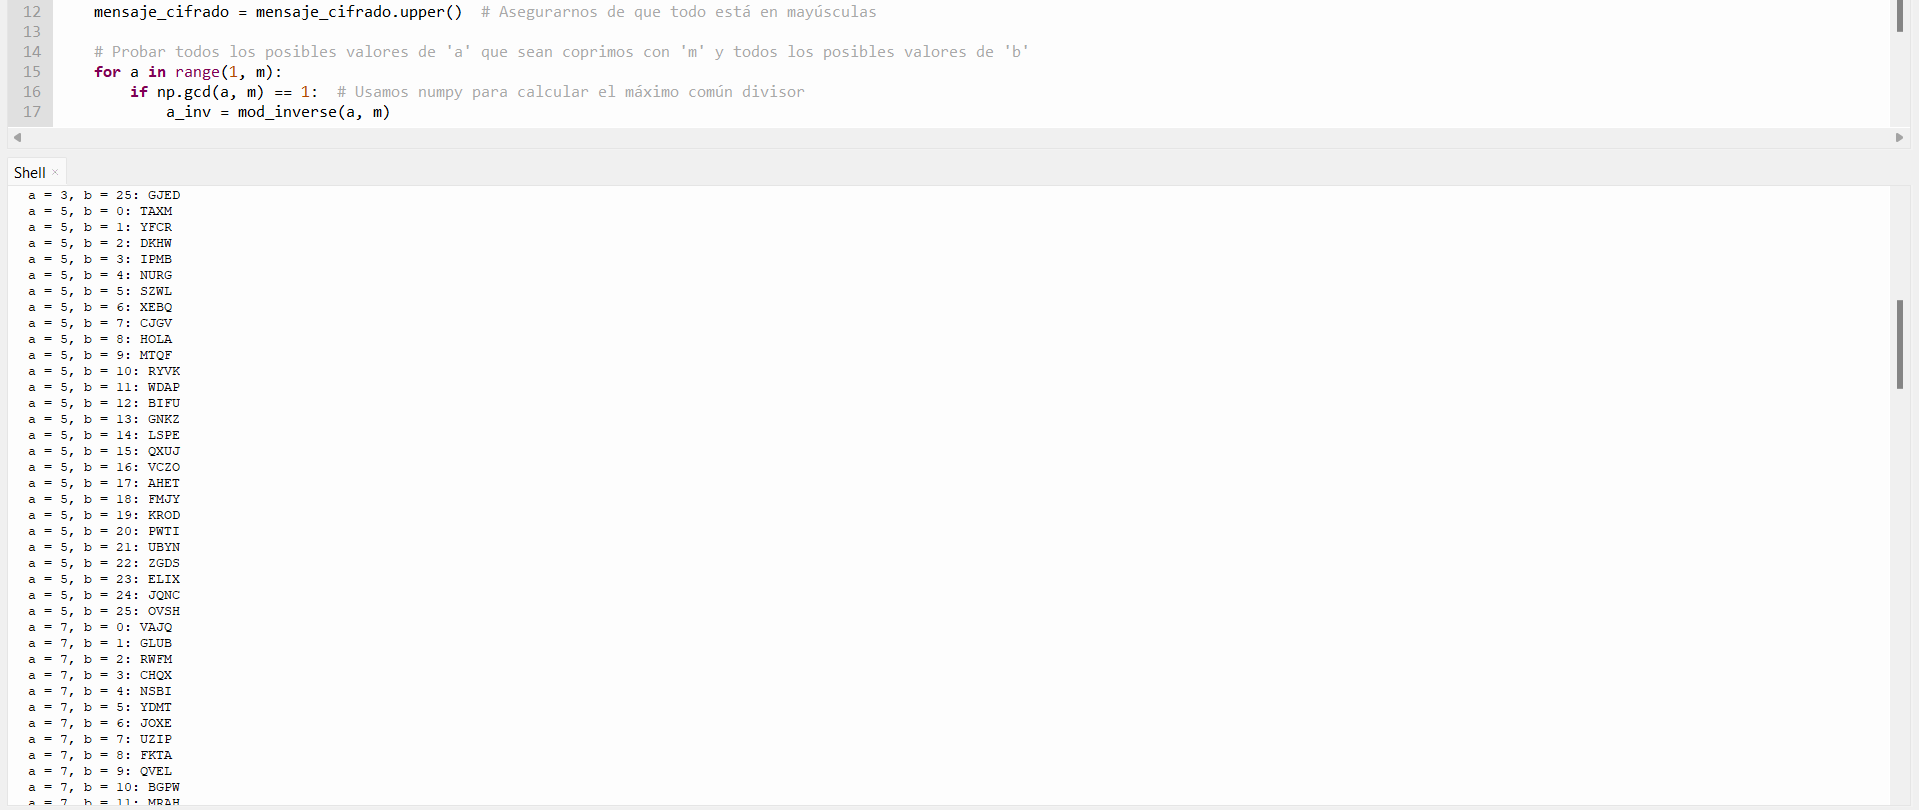 12 mensaje_cifrado = mensaje_cifrado.upper()  # Asegurarnos de que todo está en mayúsculas
13
14 # Probar todos los posibles valores de 'a' que sean coprimos con 'm' y todos los posibles valores de 'b'
15 for a in range(1, m):
16 if np.gcd(a, m) == 1:  # Usamos numpy para calcular el máximo común divisor
17 a_inv = mod_inverse(a, m)
Shell ×
a = 3, b = 25: GJED
a = 5, b = 0: TAXM
a = 5, b = 1: YFCR
a = 5, b = 2: DKHW
a = 5, b = 3: IPMB
a = 5, b = 4: NURG
a = 5, b = 5: SZWL
a = 5, b = 6: XEBQ
a = 5, b = 7: CJGV
a = 5, b = 8: HOLA
a = 5, b = 9: MTQF
a = 5, b = 10: RYVK
a = 5, b = 11: WDAP
a = 5, b = 12: BIFU
a = 5, b = 13: GNKZ
a = 5, b = 14: LSPE
a = 5, b = 15: QXUJ
a = 5, b = 16: VCZO
a = 5, b = 17: AHET
a = 5, b = 18: FMJY
a = 5, b = 19: KROD
a = 5, b = 20: PWTI
a = 5, b = 21: UBYN
a = 5, b = 22: ZGDS
a = 5, b = 23: ELIX
a = 5, b = 24: JQNC
a = 5, b = 25: OVSH
a = 7, b = 0: VAJQ
a = 7, b = 1: GLUB
a = 7, b = 2: RWFM
a = 7, b = 3: CHQX
a = 7, b = 4: NSBI
a = 7, b = 5: YDMT
a = 7, b = 6: JOXE
a = 7, b = 7: UZIP
a = 7, b = 8: FKTA
a = 7, b = 9: QVEL
a = 7, b = 10: BGPW
a = 7, b = 11: MRAH